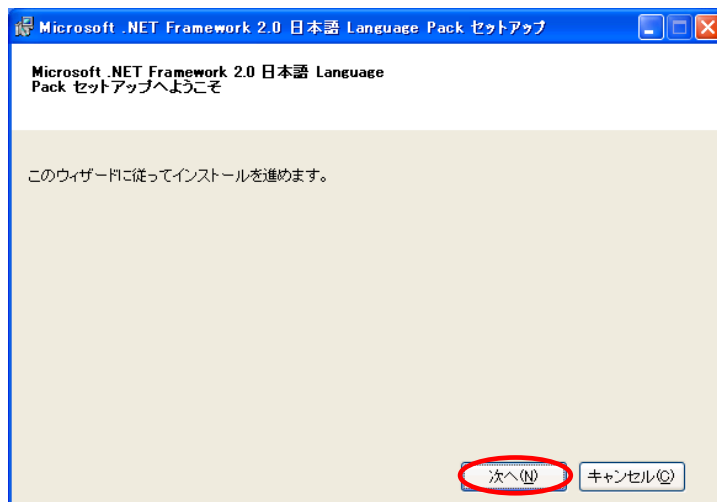 Microsoft .NET Framework 2.0 日本語 Language Pack セットアップ
Microsoft .NET Framework 2.0 日本語 Language
Pack セットアップへようこそ
このウィザードに従ってインストールを進めます。
次へ(N) キャンセル(C)